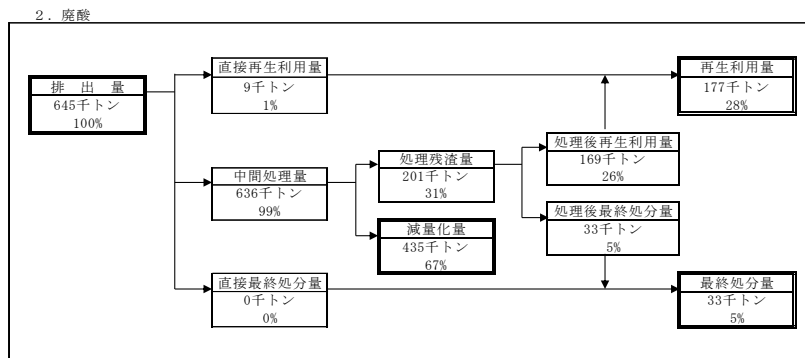 2．廃酸
排 出 量
645千トン
100%
直接再生利用量
9千トン
1%
中間処理量
636千トン
99%
直接最終処分量
0千トン
0%
処理残渣量
201千トン
31%
減量化量
435千トン
67%
処理後再生利用量
169千トン
26%
処理後最終処分量
33千トン
5%
再生利用量
177千トン
28%
最終処分量
33千トン
5%